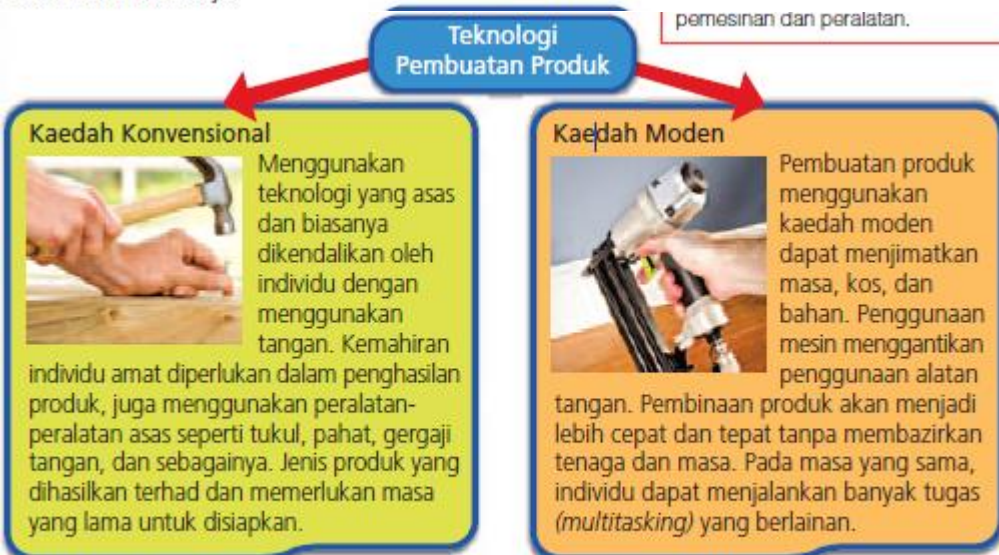 pemesinan dan peralatan.
Teknologi
Pembuatan Produk
Kaedah Konvensional
Menggunakan
teknologi yang asas
dan biasanya
dikendalikan oleh
individu dengan
menggunakan
tangan. Kemahiran
individu amat diperlukan dalam penghasilan
produk, juga menggunakan peralatan-
peralatan asas seperti tukul, pahat, gergaji
tangan, dan sebagainya. Jenis produk yang
dihasilkan terhad dan memerlukan masa
yang lama untuk disiapkan.
Kaedah Moden
Pembuatan produk
menggunakan
kaedah moden
dapat menjimatkan
masa, kos, dan
bahan. Penggunaan
mesin menggantikan
penggunaan alatan
tangan. Pembinaan produk akan menjadi
lebih cepat dan tepat tanpa membazirkan
tenaga dan masa. Pada masa yang sama,
individu dapat menjalankan banyak tugas
(multitasking) yang berlainan.